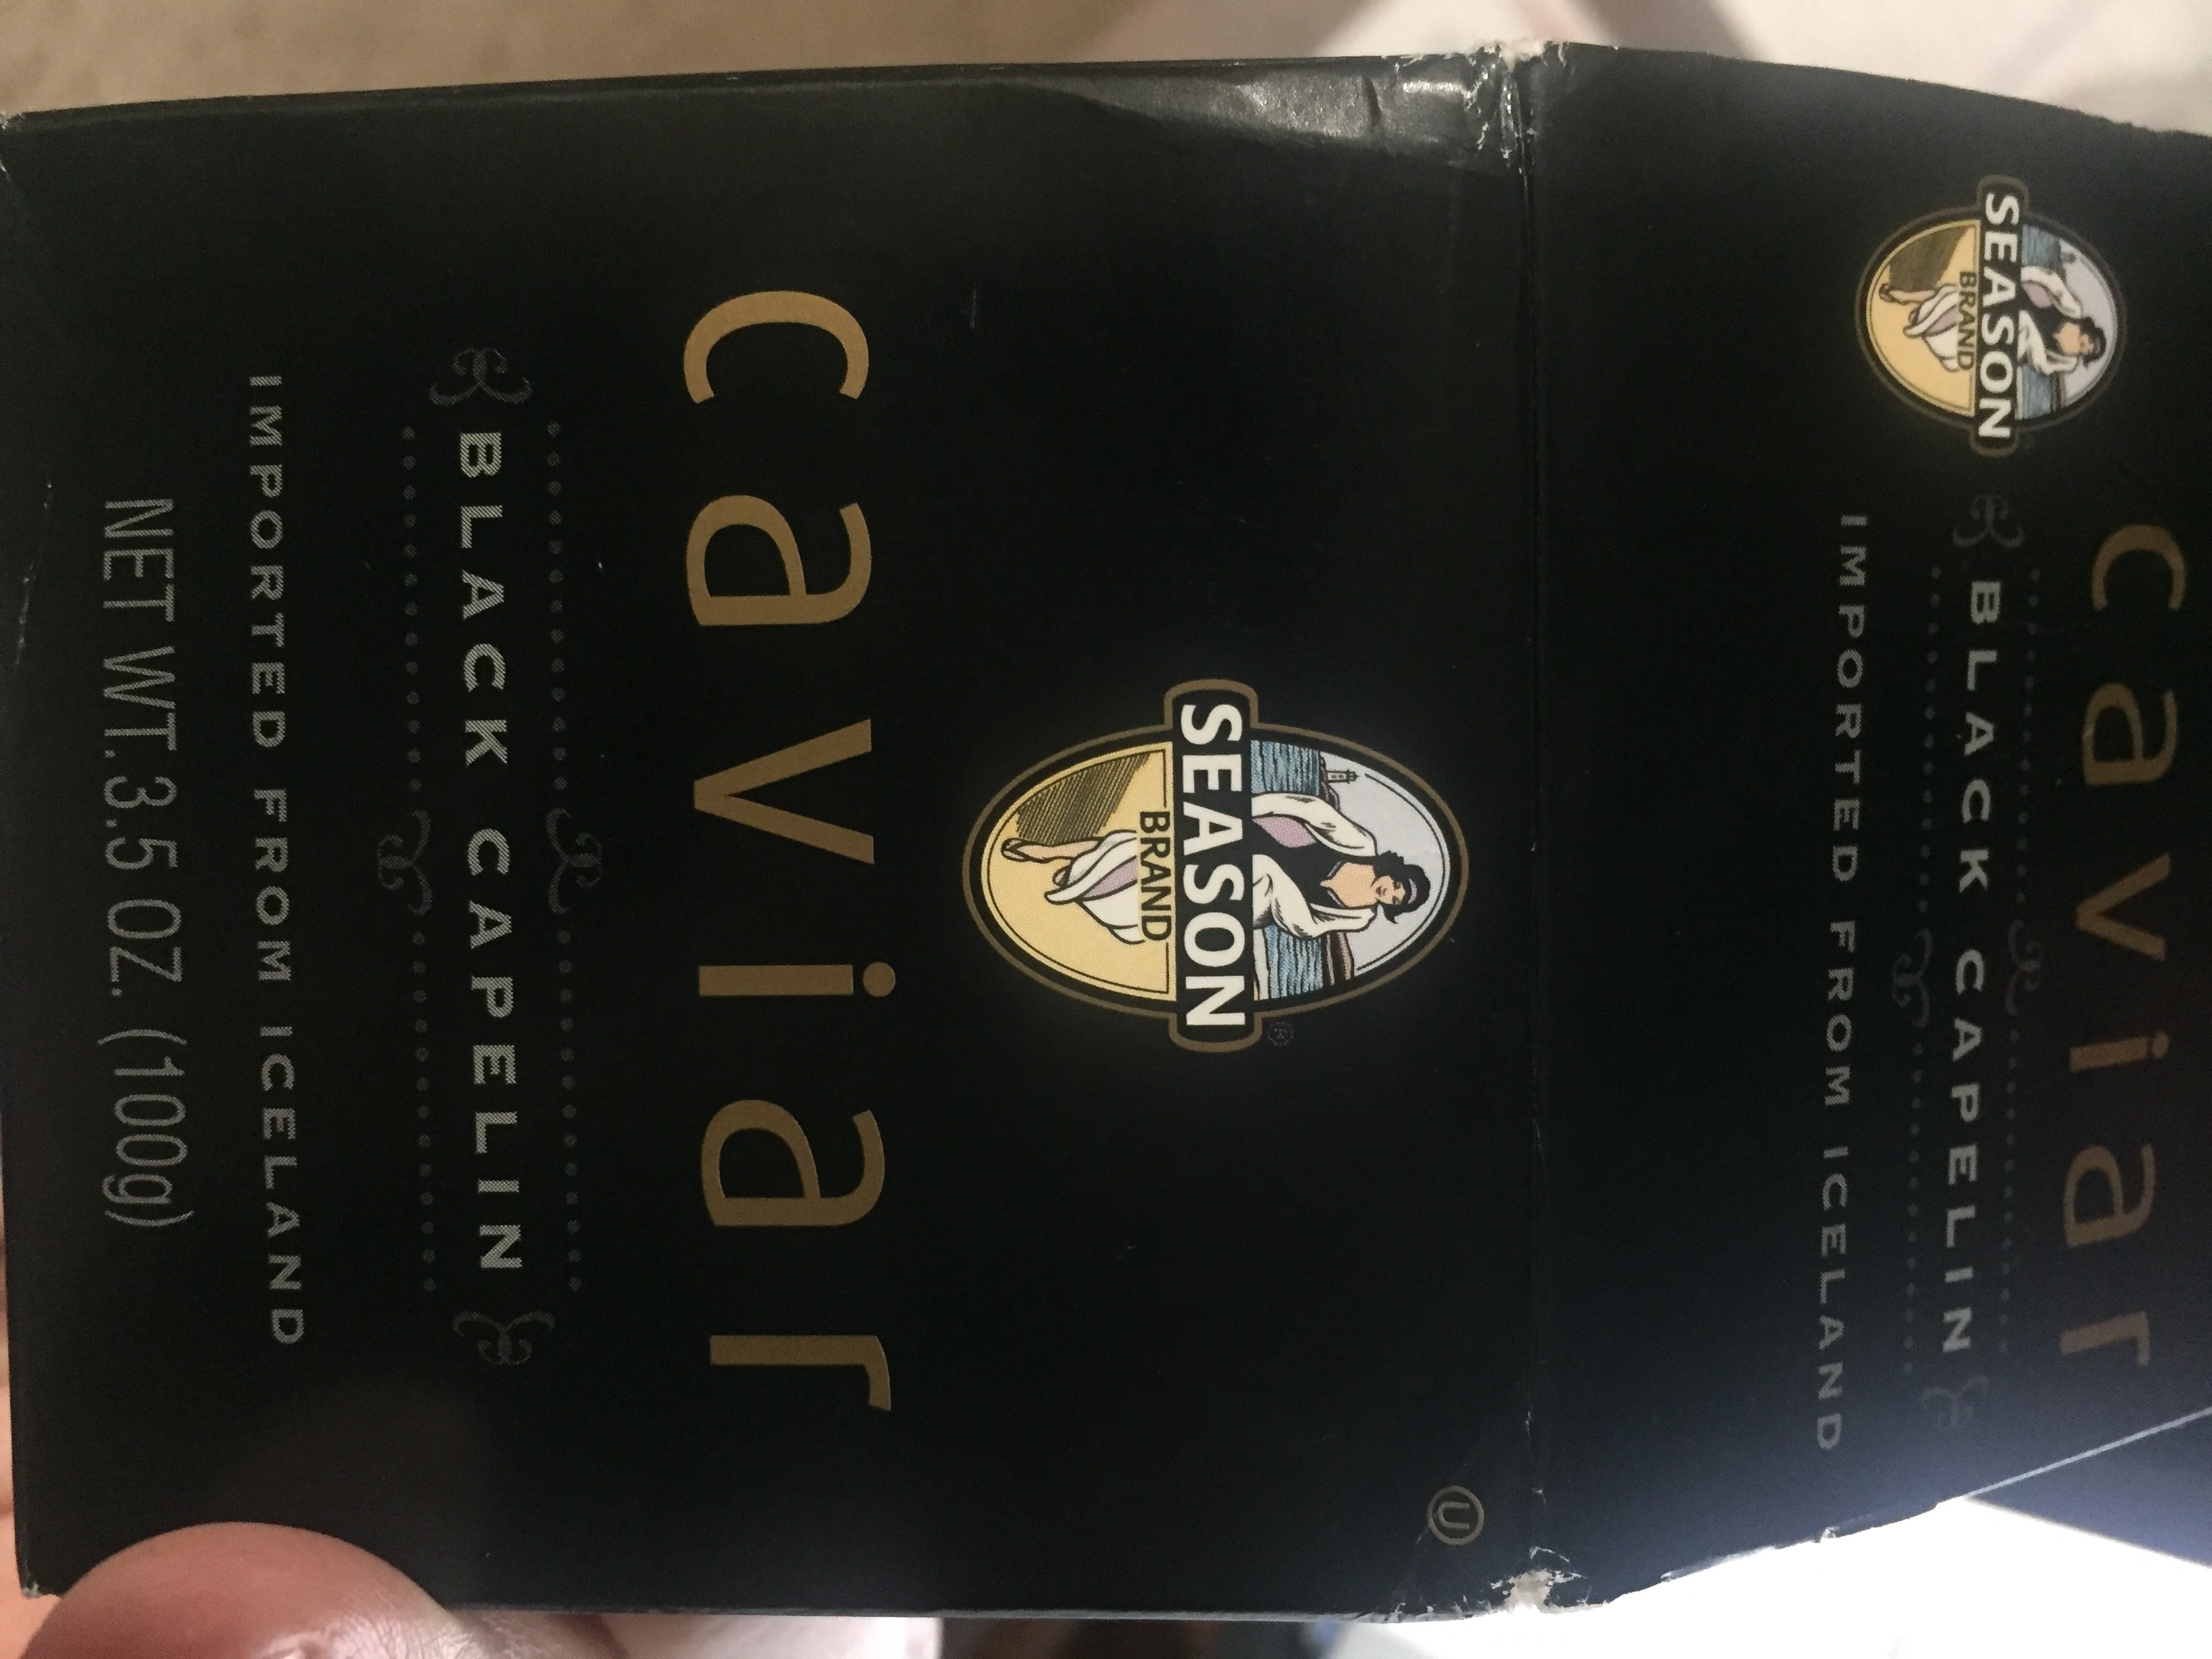 SEASON
BRAND
®
caviar
BLACK CAPELIN
IMPORTED FROM ICELAND
NET WT. 3.5 OZ. (100g)
U
SEASON
BRAND
caviar
BLACK CAPELIN
IMPORTED FROM ICELAND